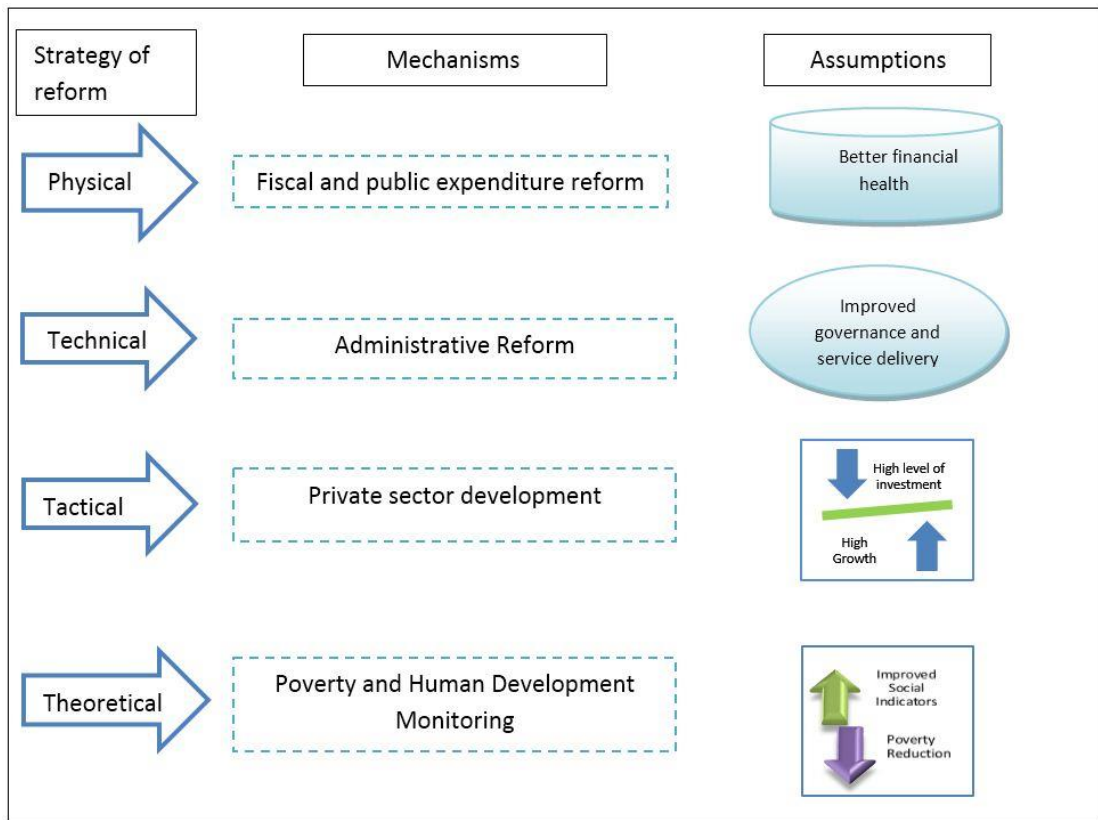 Strategy of
reform
Mechanisms
Assumptions
Physical
Fiscal and public expenditure reform
Better financial
health
Technical
Administrative Reform
Improved
governance and
service delivery
Tactical
Private sector development
High level of
investment
High
Growth
Theoretical
Poverty and Human Development
Monitoring
Improved
Social
Indicators
Poverty
Reduction